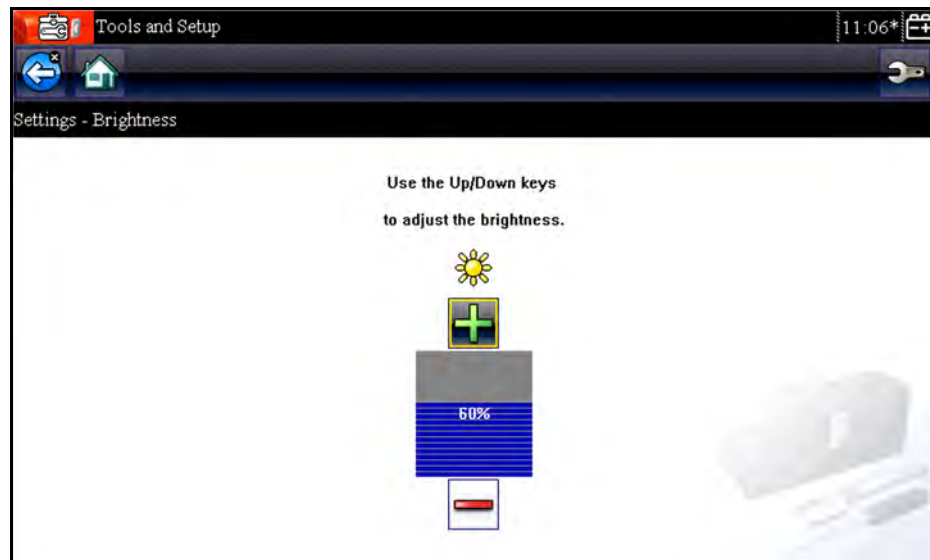 Tools and Setup
11:06*
Settings - Brightness
Use the Up/Down keys
to adjust the brightness.
60%